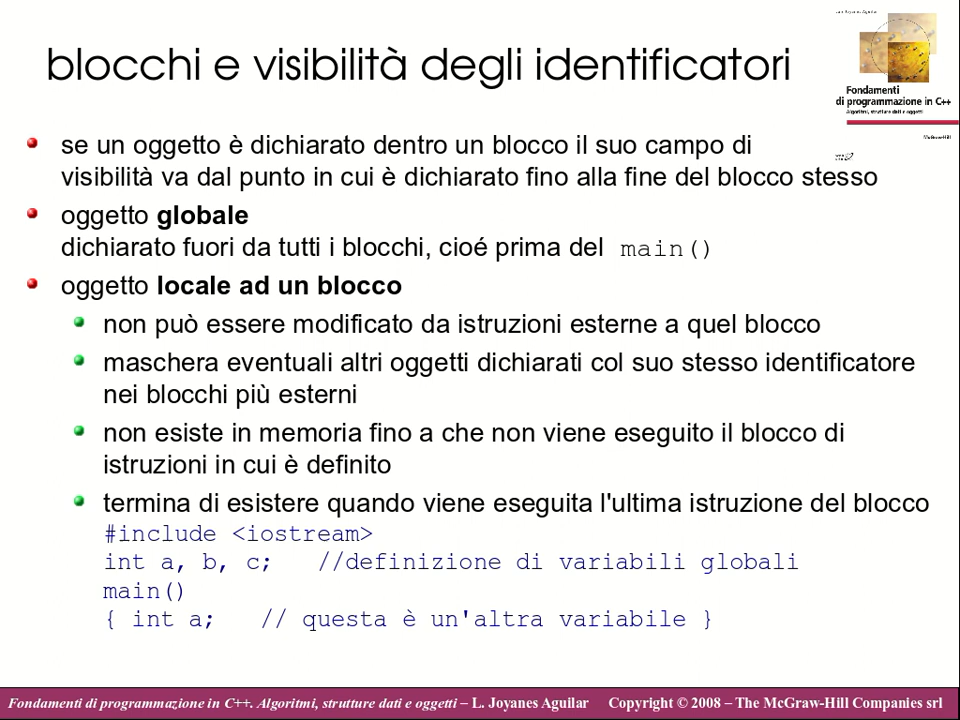 blocchi e visibilità degli identificatori
Fondamenti
di programmazione in C++
Algoritmi, strutture dati e oggetti
McGraw-Hill
se un oggetto è dichiarato dentro un blocco il suo campo di
visibilità va dal punto in cui è dichiarato fino alla fine del blocco stesso
oggetto globale
dichiarato fuori da tutti i blocchi, cioé prima del main()
oggetto locale ad un blocco
non può essere modificato da istruzioni esterne a quel blocco
maschera eventuali altri oggetti dichiarati col suo stesso identificatore
nei blocchi più esterni
non esiste in memoria fino a che non viene eseguito il blocco di
istruzioni in cui è definito
termina di esistere quando viene eseguita l'ultima istruzione del blocco
#include <iostream>
int a, b, c;   //definizione di variabili globali
main()
{ int a;   // questa è un'altra variabile }
Fondamenti di programmazione in C++. Algoritmi, strutture dati e oggetti – L. Joyanes Aguilar Copyright © 2008 – The McGraw-Hill Companies srl